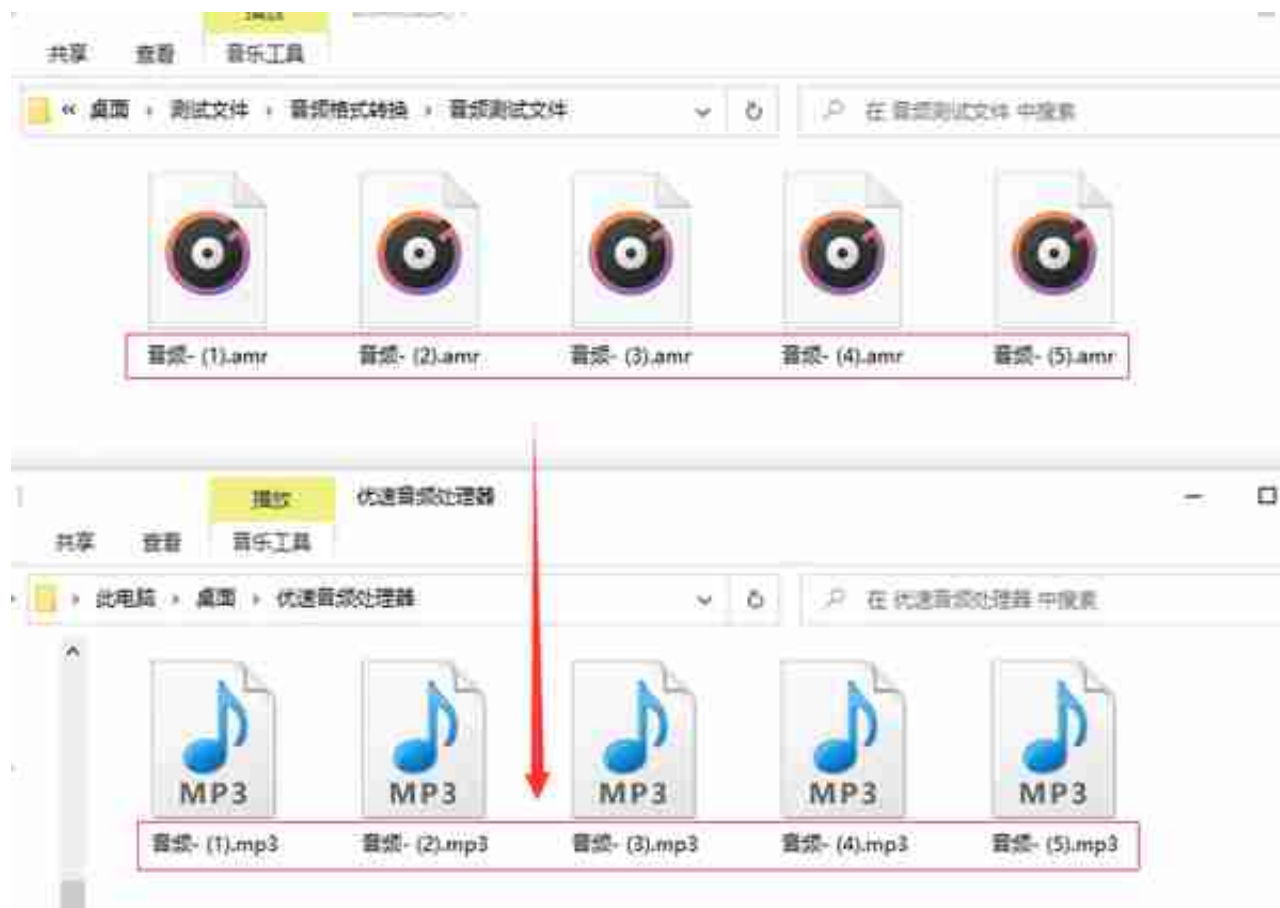 共享 查看 音乐工具
« 桌面 › 测试文件 › 音频格式转换 › 音频测试文件 在 音频测试文件 中搜索
音频- (1).amr 音频- (2).amr 音频- (3).amr 音频- (4).amr 音频- (5).amr
播放 优速音频处理器
共享 查看 音乐工具
› 此电脑 › 桌面 › 优速音频处理器 在 优速音频处理器 中搜索
MP3 MP3 MP3 MP3 MP3
音频- (1).mp3 音频- (2).mp3 音频- (3).mp3 音频- (4).mp3 音频- (5).mp3